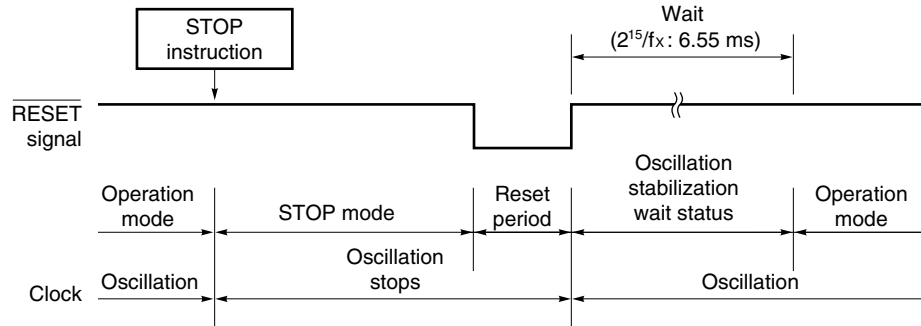 STOP
instruction
Wait
(2¹⁵/fx: 6.55 ms)
RESET
signal
Operation
mode
STOP mode
Reset
period
Oscillation
stabilization
wait status
Operation
mode
Clock
Oscillation
Oscillation
stops
Oscillation